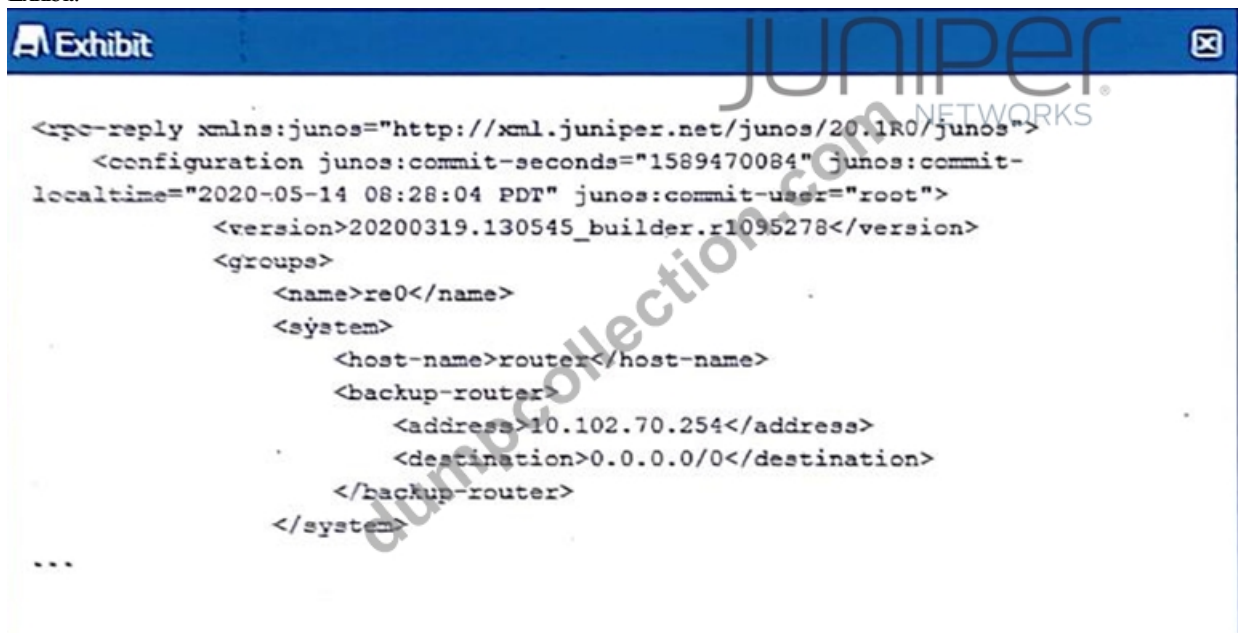 Exhibit
JUNIPEr
NETWORKS
<rpc-reply xmlns:junos="http://xml.juniper.net/junos/20.1R0/junos">
<configuration junos:commit-seconds="1589470084" junos:commit-
localtime="2020-05-14 08:28:04 PDT" junos:commit-user="root">
<version>20200319.130545_builder.r1095278</version>
<groups>
<name>re0</name>
<system>
<host-name>router</host-name>
<backup-router>
<address>10.102.70.254</address>
<destination>0.0.0.0/0</destination>
</backup-router>
</system>
...
dumpcollection.com